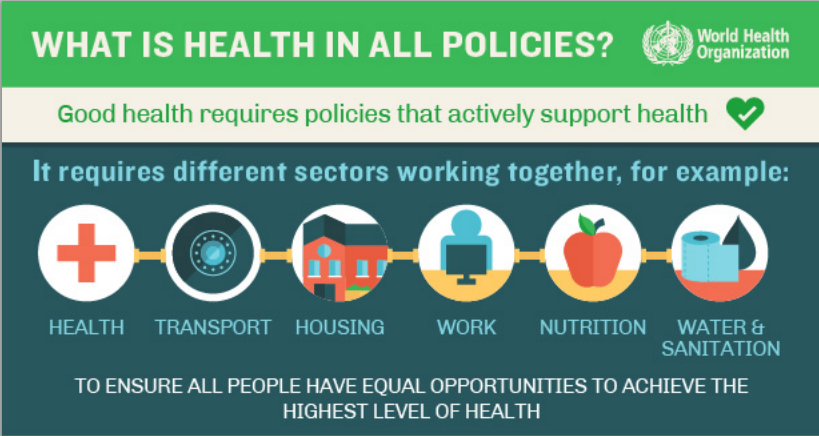 WHAT IS HEALTH IN ALL POLICIES?
World Health
Organization
Good health requires policies that actively support health
It requires different sectors working together, for example:
HEALTH
TRANSPORT
HOUSING
WORK
NUTRITION
WATER &
SANITATION
TO ENSURE ALL PEOPLE HAVE EQUAL OPPORTUNITIES TO ACHIEVE THE
HIGHEST LEVEL OF HEALTH